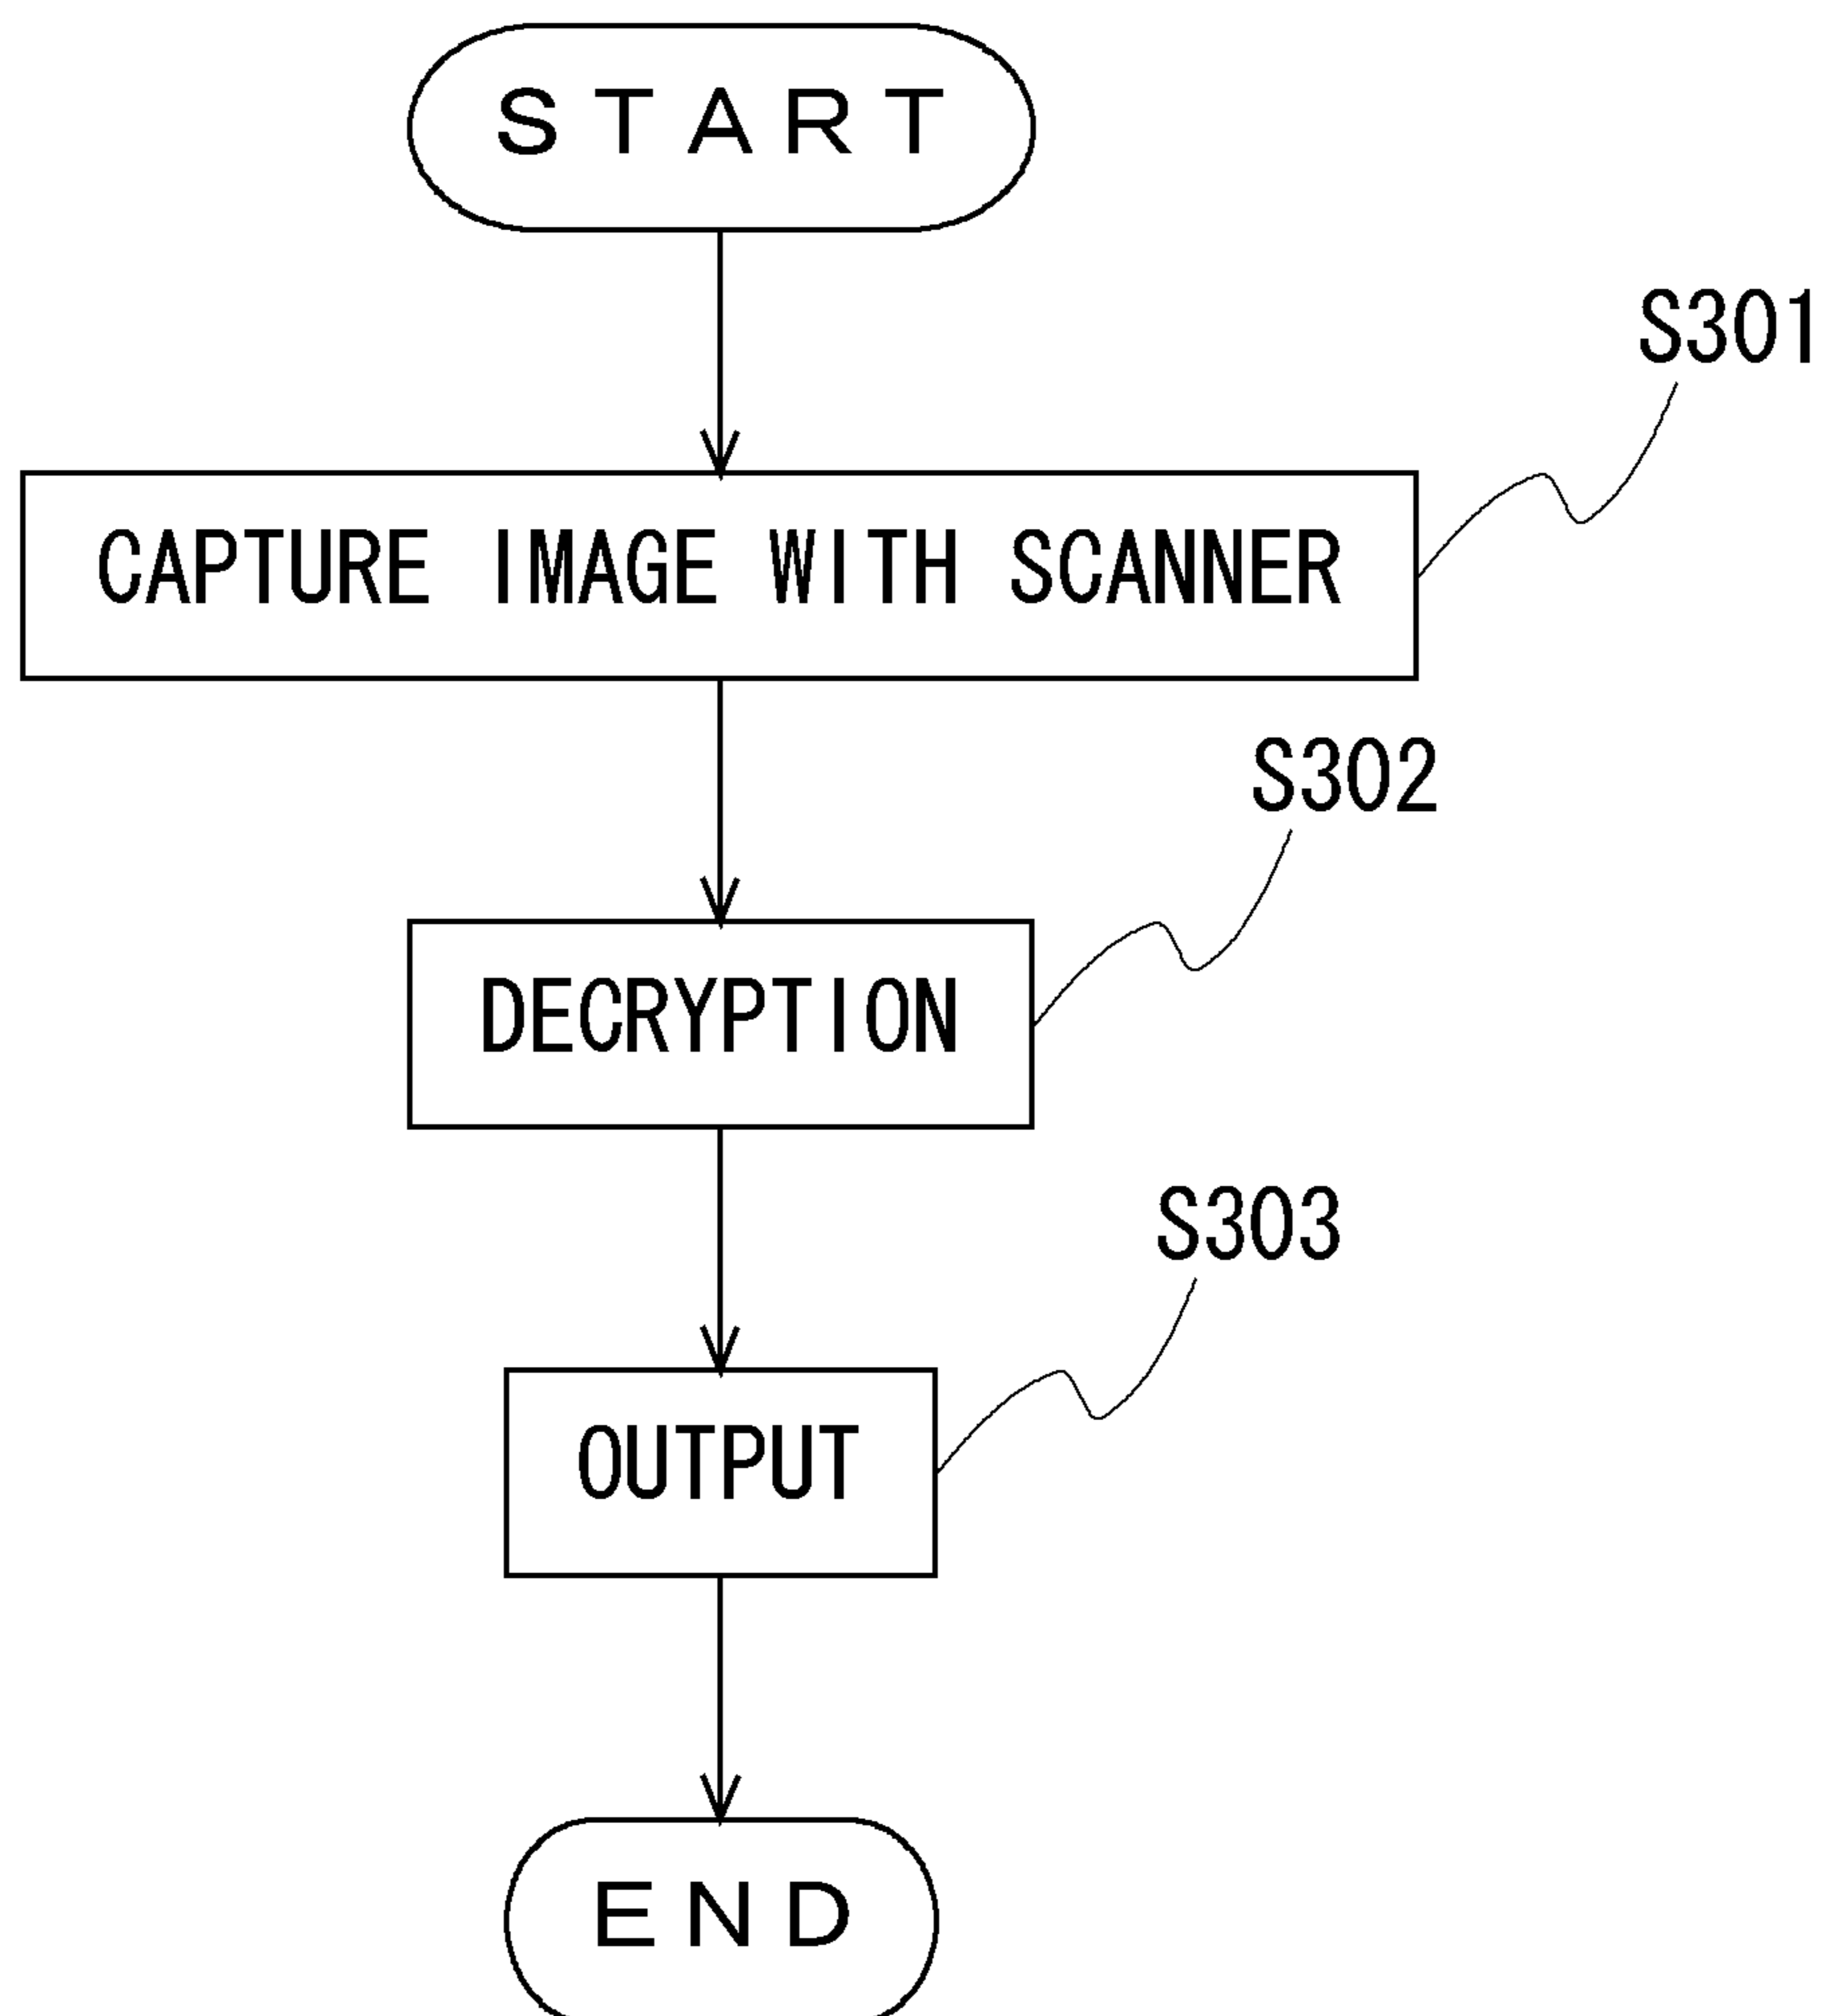 START
S301
CAPTURE IMAGE WITH SCANNER
S302
DECRYPTION
S303
OUTPUT
END